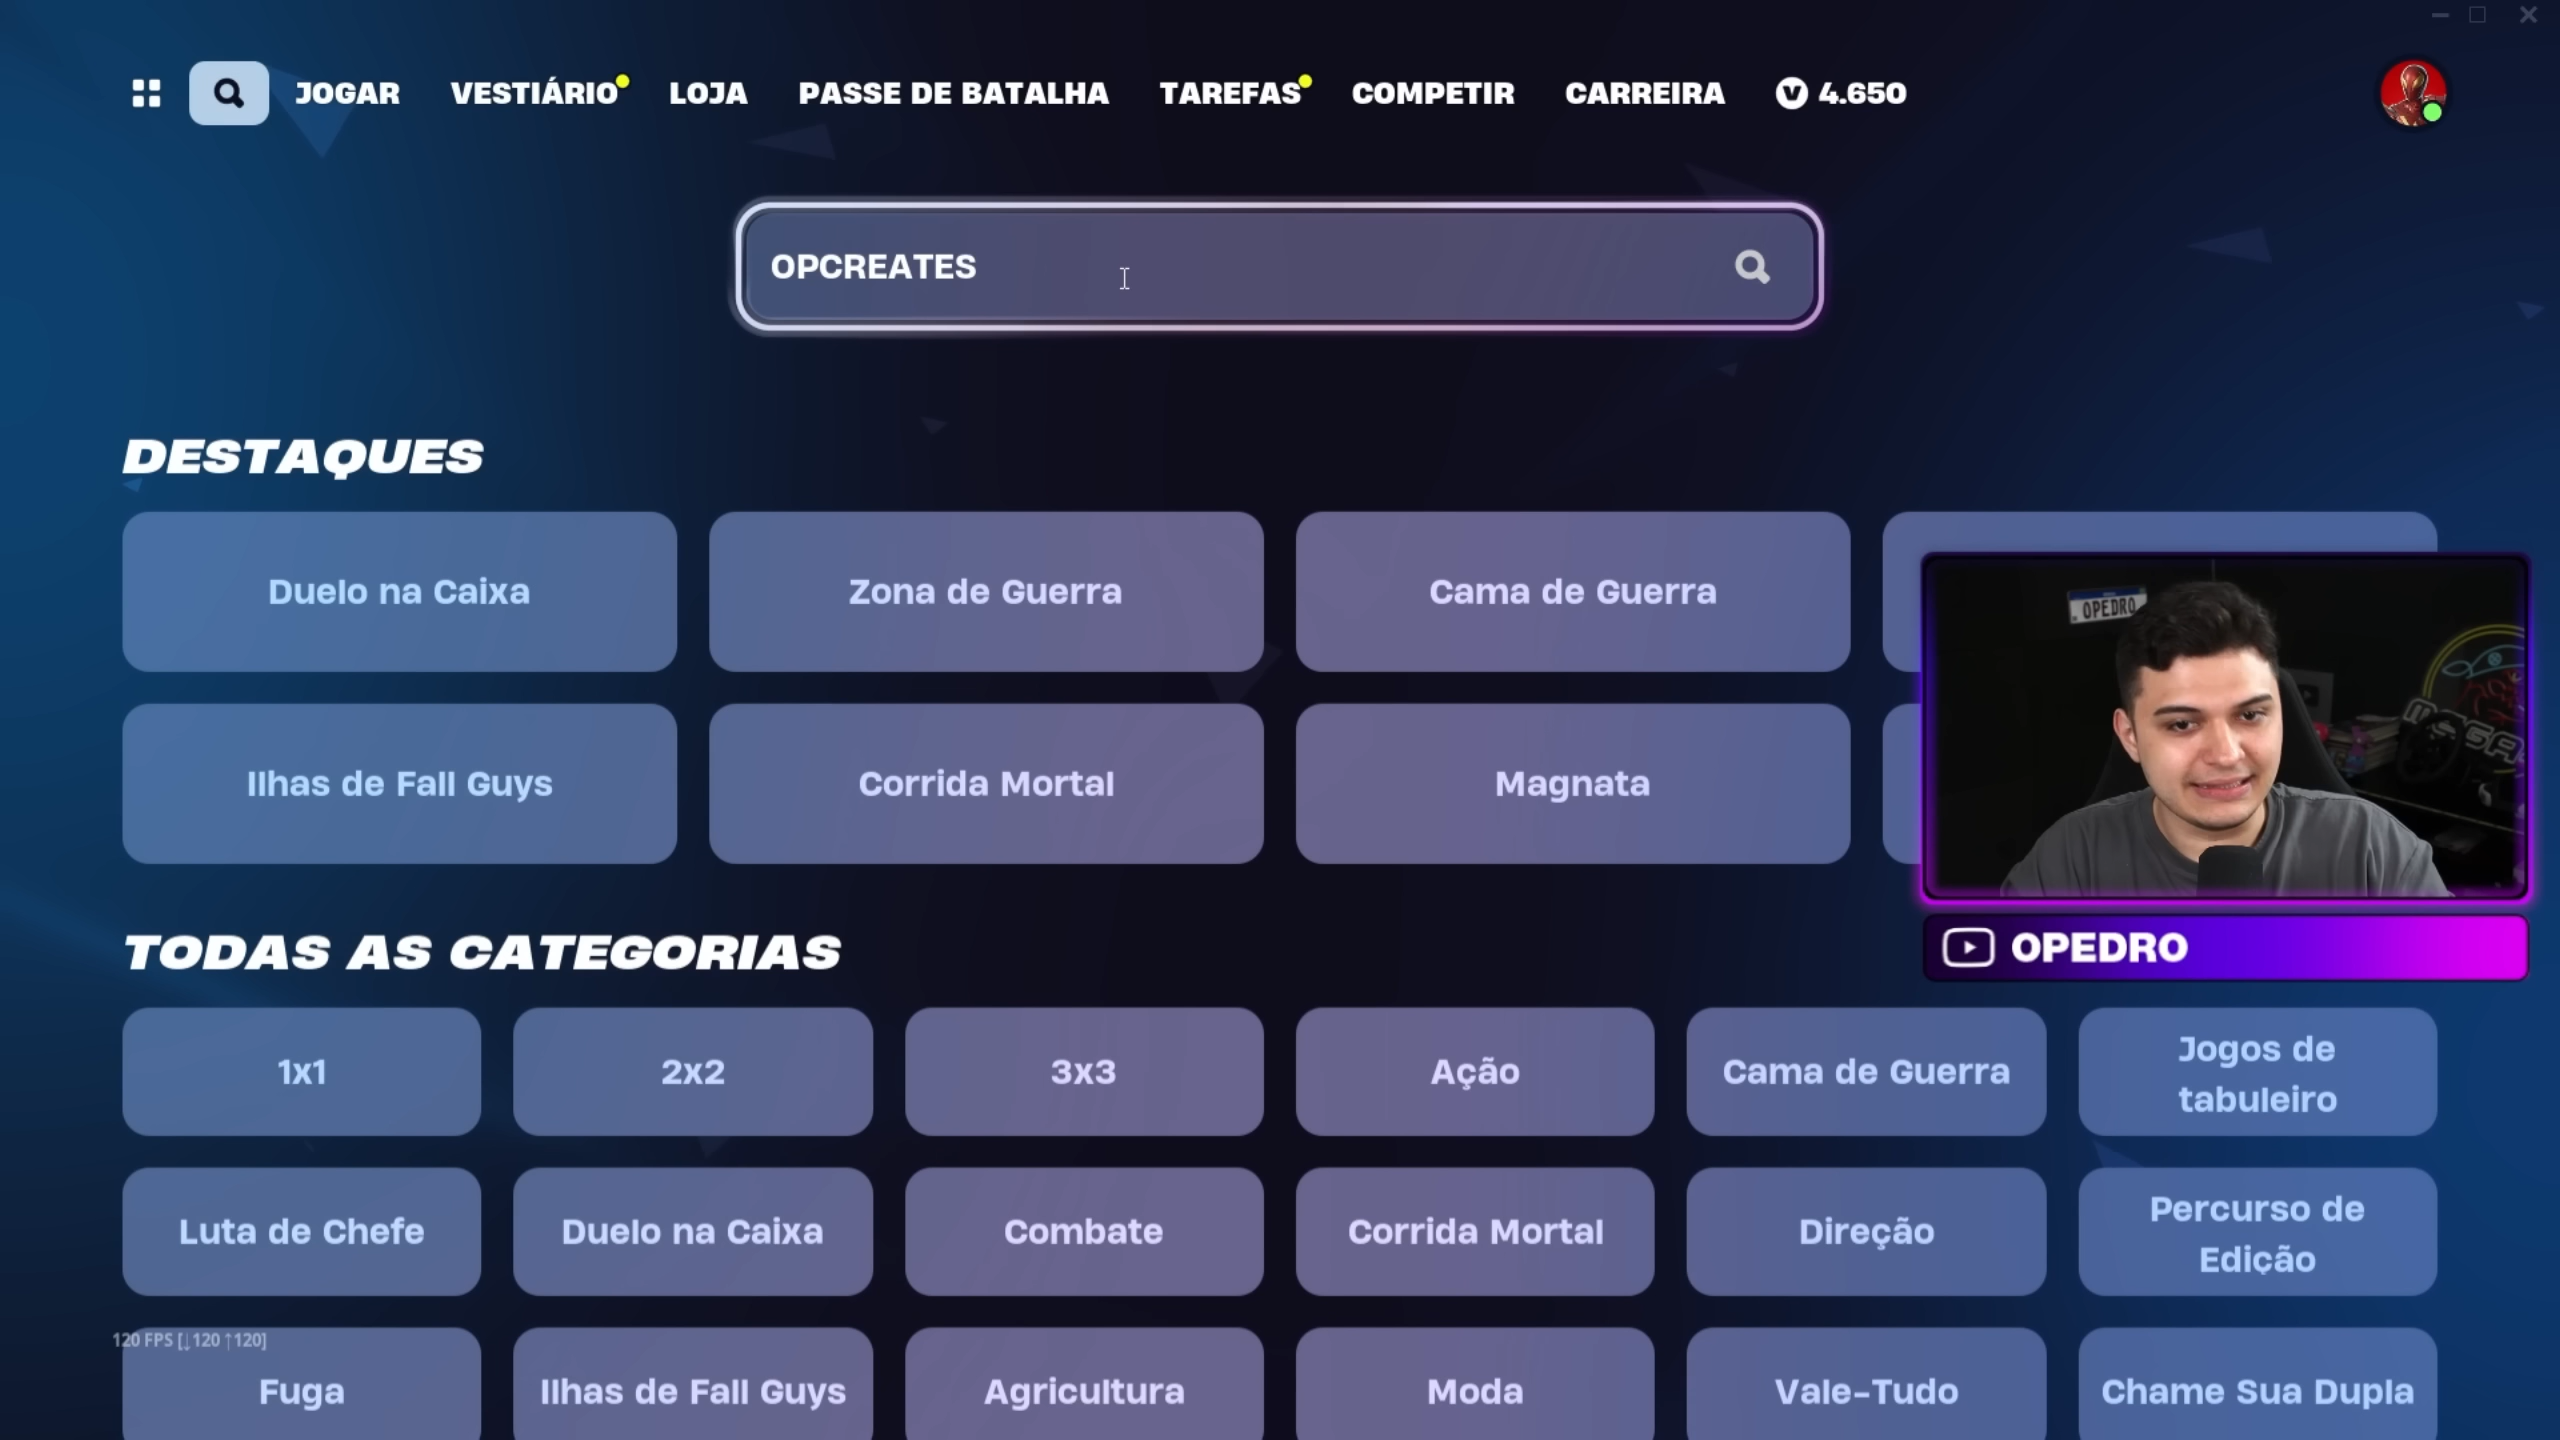 JOGAR VESTIÁRIO LOJA PASSE DE BATALHA TAREFAS COMPETIR CARREIRA V 4.650
OPCREATES
DESTAQUES
Duelo na Caixa
Zona de Guerra
Cama de Guerra
Ilhas de Fall Guys
Corrida Mortal
Magnata
OPEDRO
OPEDRO
TODAS AS CATEGORIAS
1x1
2x2
3x3
Ação
Cama de Guerra
Jogos de
tabuleiro
Luta de Chefe
Duelo na Caixa
Combate
Corrida Mortal
Direção
Percurso de
Edição
120 FPS [↓120 ↑120]
Fuga
Ilhas de Fall Guys
Agricultura
Moda
Vale-Tudo
Chame Sua Dupla